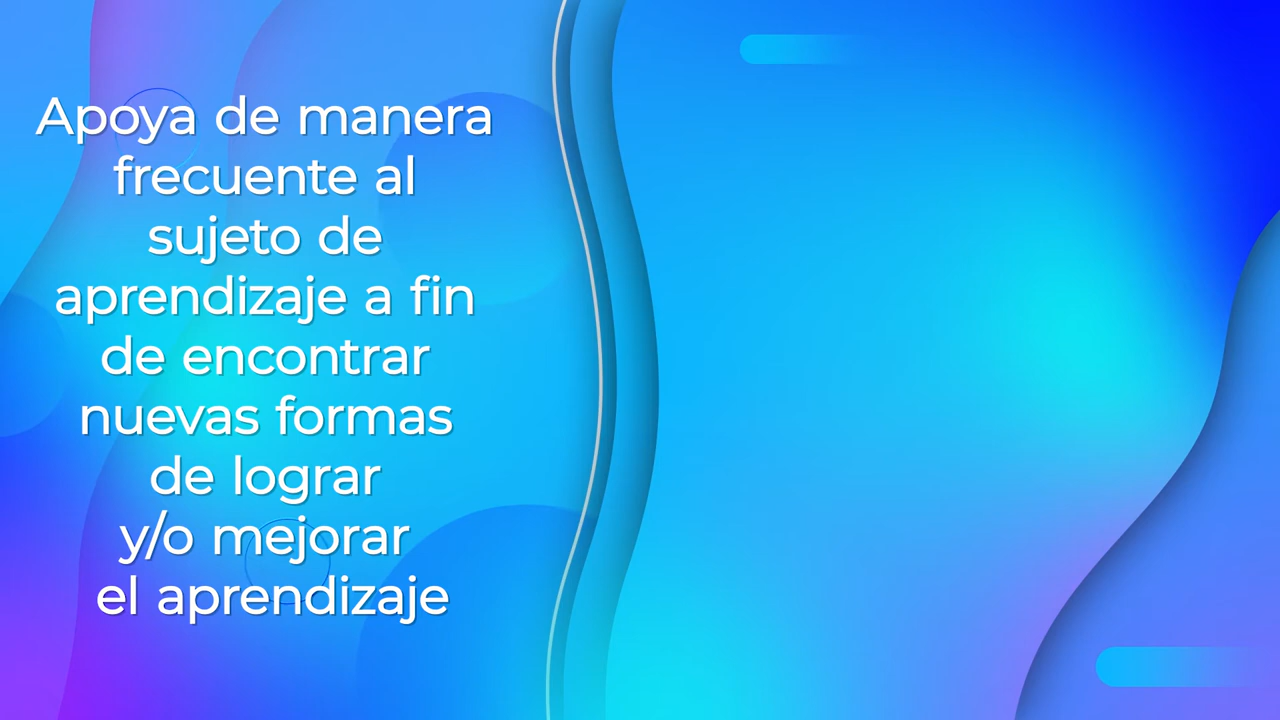 Apoya de manera
frecuente al
sujeto de
aprendizaje a fin
de encontrar
nuevas formas
de lograr
y/o mejorar
el aprendizaje